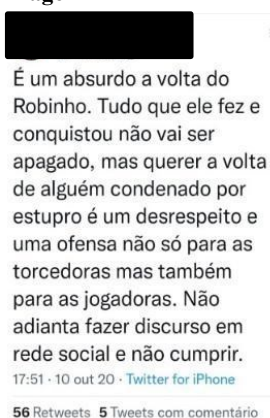 É um absurdo a volta do
Robinho. Tudo que ele fez e
conquistou não vai ser
apagado, mas querer a volta
de alguém condenado por
estupro é um desrespeito e
uma ofensa não só para as
torcedoras mas também
para as jogadoras. Não
adianta fazer discurso em
rede social e não cumprir.
17:51 · 10 out 20 · Twitter for iPhone
56 Retweets 5 Tweets com comentário